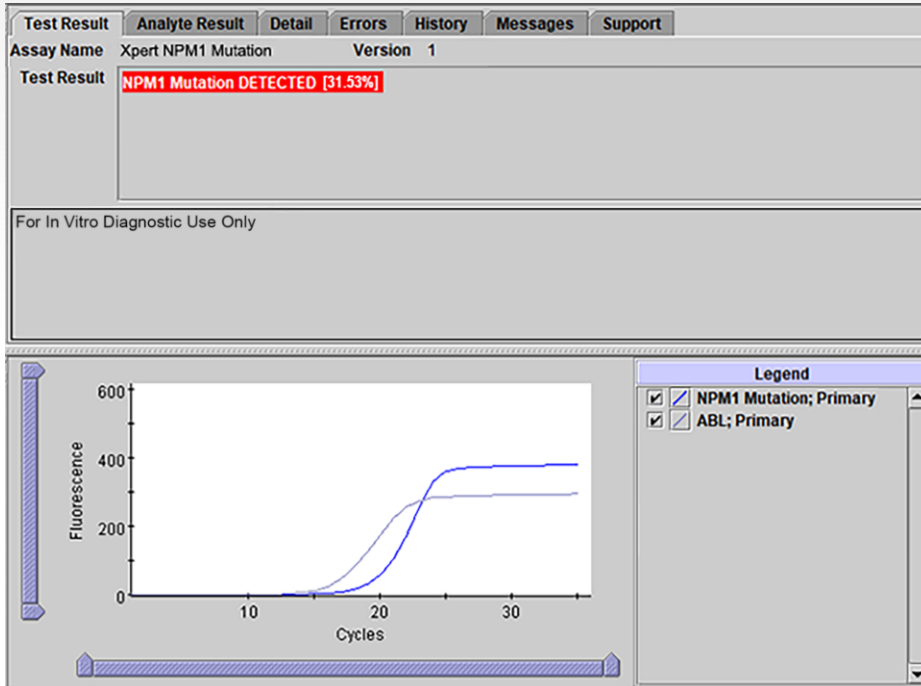 Test Result Analyte Result Detail Errors History Messages Support
Assay Name Xpert NPM1 Mutation Version 1
Test Result NPM1 Mutation DETECTED [31.53%]
For In Vitro Diagnostic Use Only
Legend
NPM1 Mutation; Primary
ABL; Primary
600
400
200
0
Fluorescence
10 20 30
Cycles